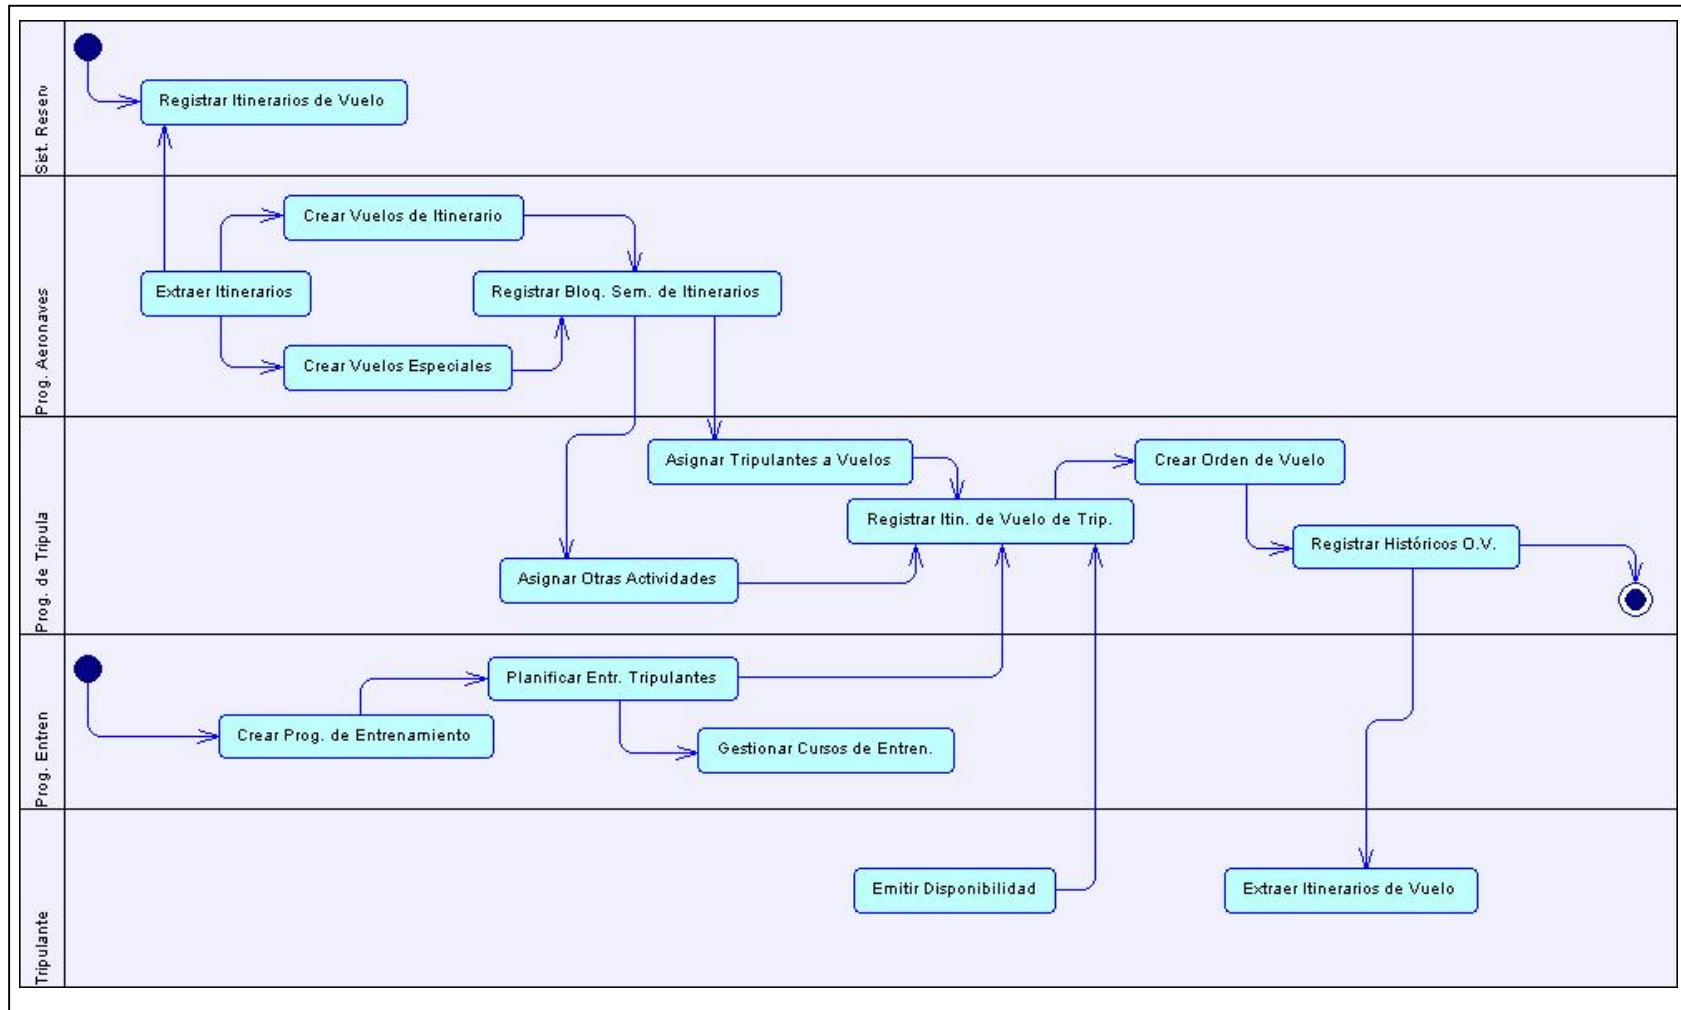 Sist. Reserv
Registrar Itinerarios de Vuelo
Prog. Aeronaves
Crear Vuelos de Itinerario
Extraer Itinerarios
Registrar Bloq. Sem. de Itinerarios
Crear Vuelos Especiales
Prog. de Tripula
Asignar Tripulantes a Vuelos
Crear Orden de Vuelo
Registrar Itin. de Vuelo de Trip.
Registrar Históricos O.V.
Asignar Otras Actividades
Prog. Entren
Planificar Entr. Tripulantes
Crear Prog. de Entrenamiento
Gestionar Cursos de Entren.
Tripulante
Emitir Disponibilidad
Extraer Itinerarios de Vuelo